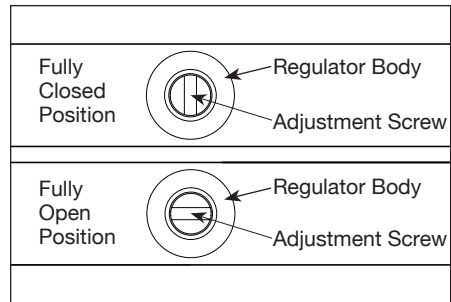 Fully
Closed
Position
Regulator Body
Adjustment Screw
Fully
Open
Position
Regulator Body
Adjustment Screw